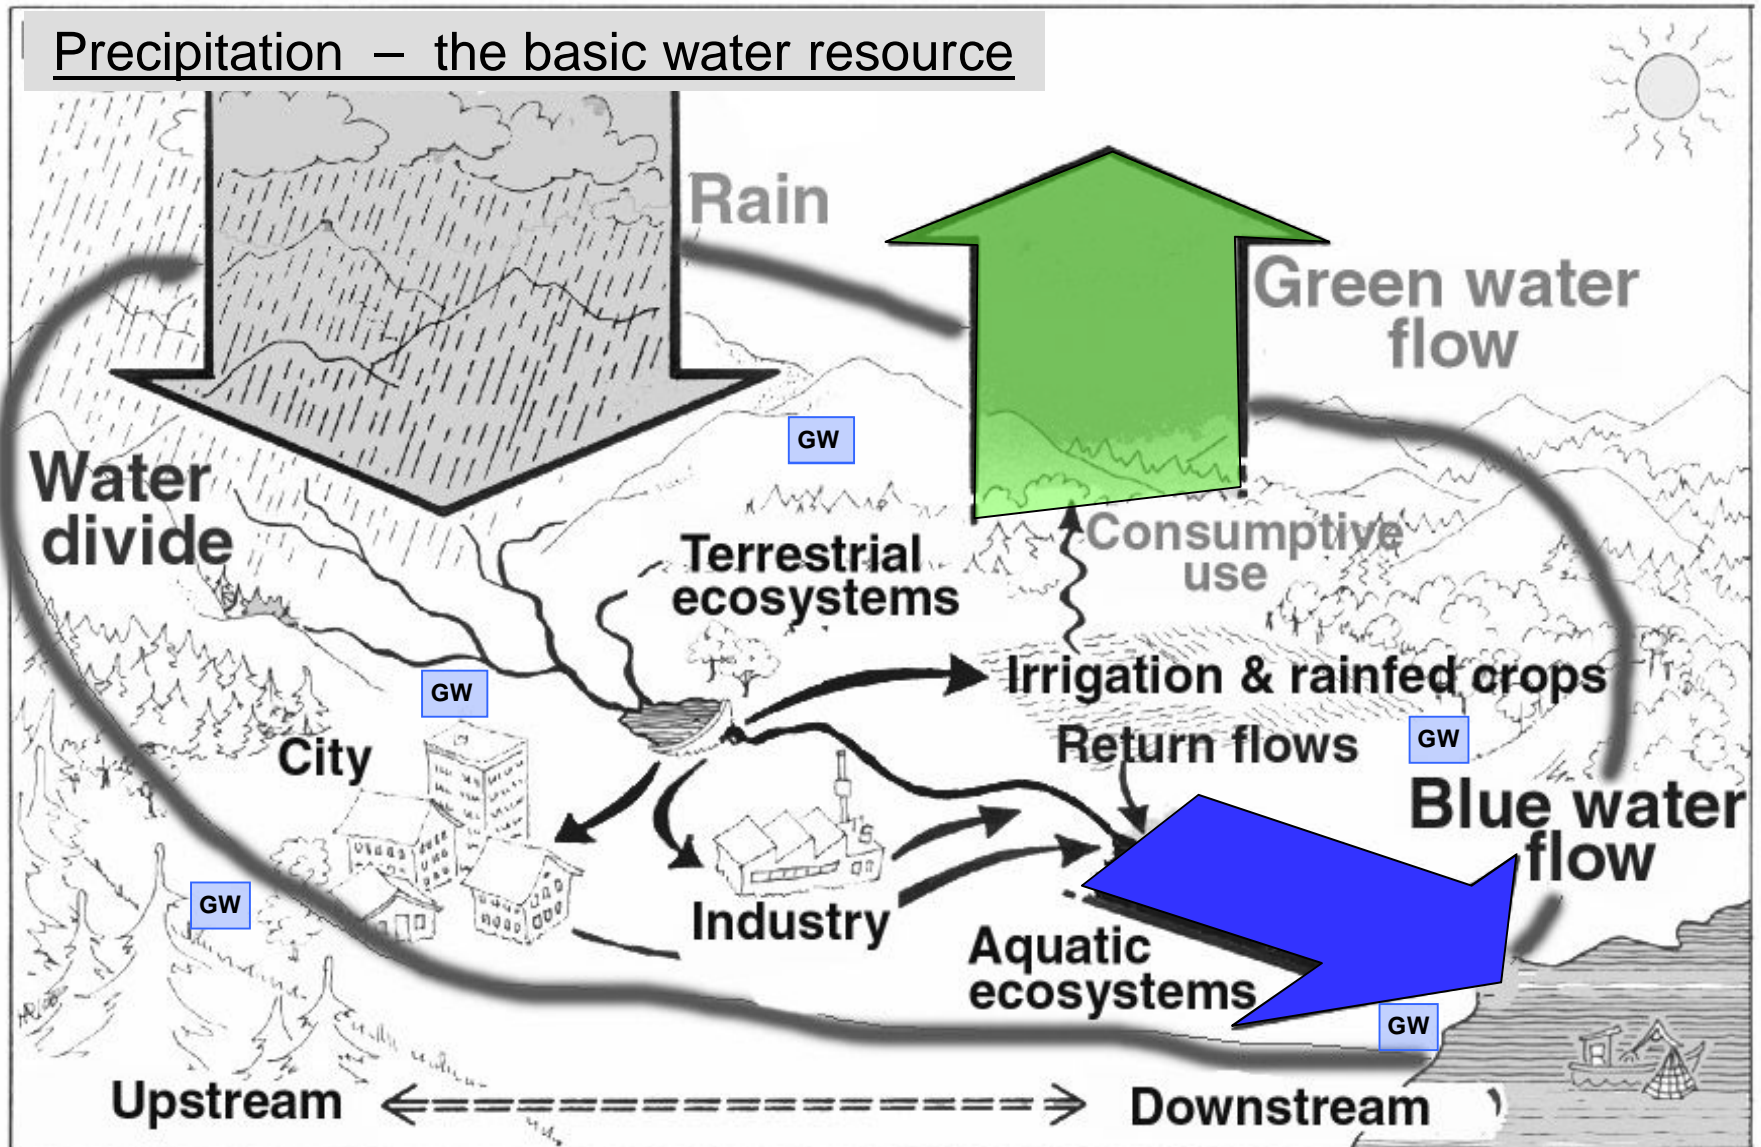 Precipitation – the basic water resource
Rain
Green water
flow
GW
Water
divide
Terrestrial
ecosystems
Consumptive
use
Irrigation & rainfed crops
GW
City
Return flows
GW
Blue water
flow
GW
Industry
Aquatic
ecosystems
GW
Upstream
Downstream